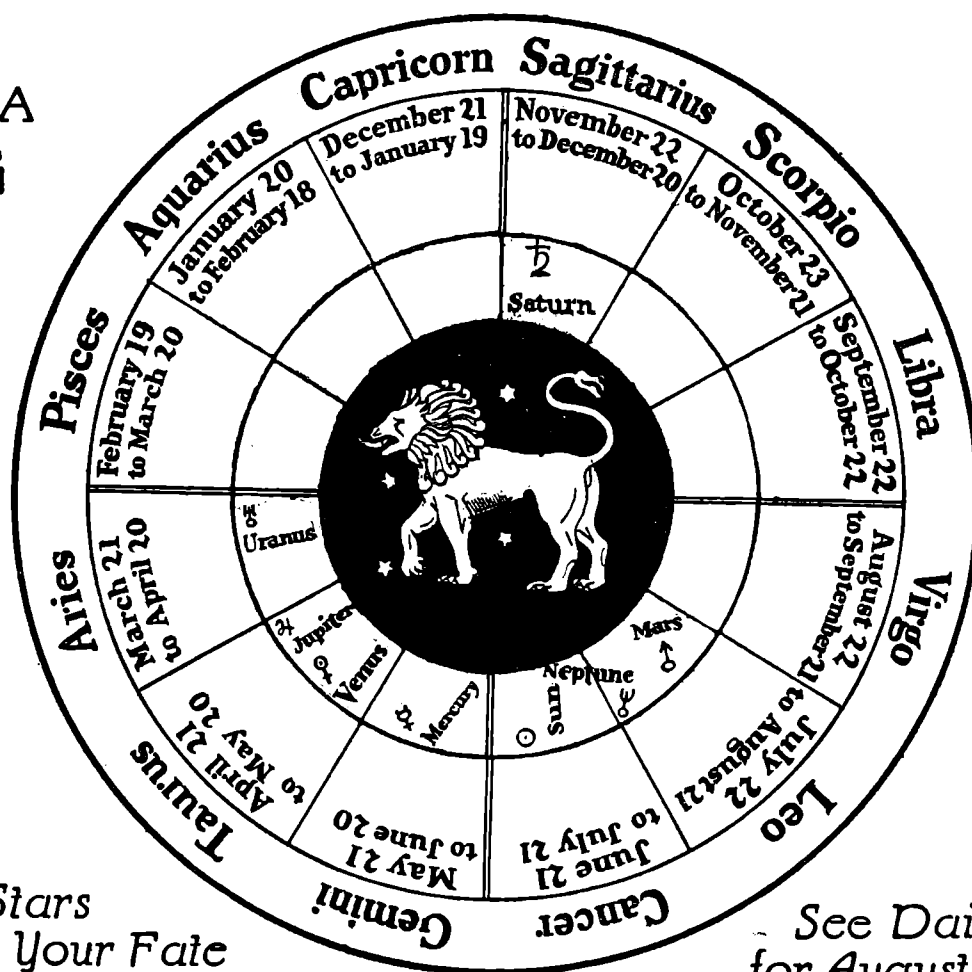 A
Capricorn
December 21
to January 19
Sagittarius
November 22
to December 20
Scorpio
October 23
to November 21
Libra
September 22
to October 22
Virgo
August 22
to September 21
Leo
July 22
to August 21
Cancer
June 21
to July 21
Gemini
May 21
to June 20
Taurus
April 21
to May 20
Aries
March 21
to April 20
Pisces
February 19
to March 20
Aquarius
January 20
to February 18
♄
Saturn
♅
Uranus
♃ Jupiter
♀ Venus
☿ Mercury
☉ Sun
Neptune
♆
Mars
♂
Stars
Your Fate
See Dai
for August